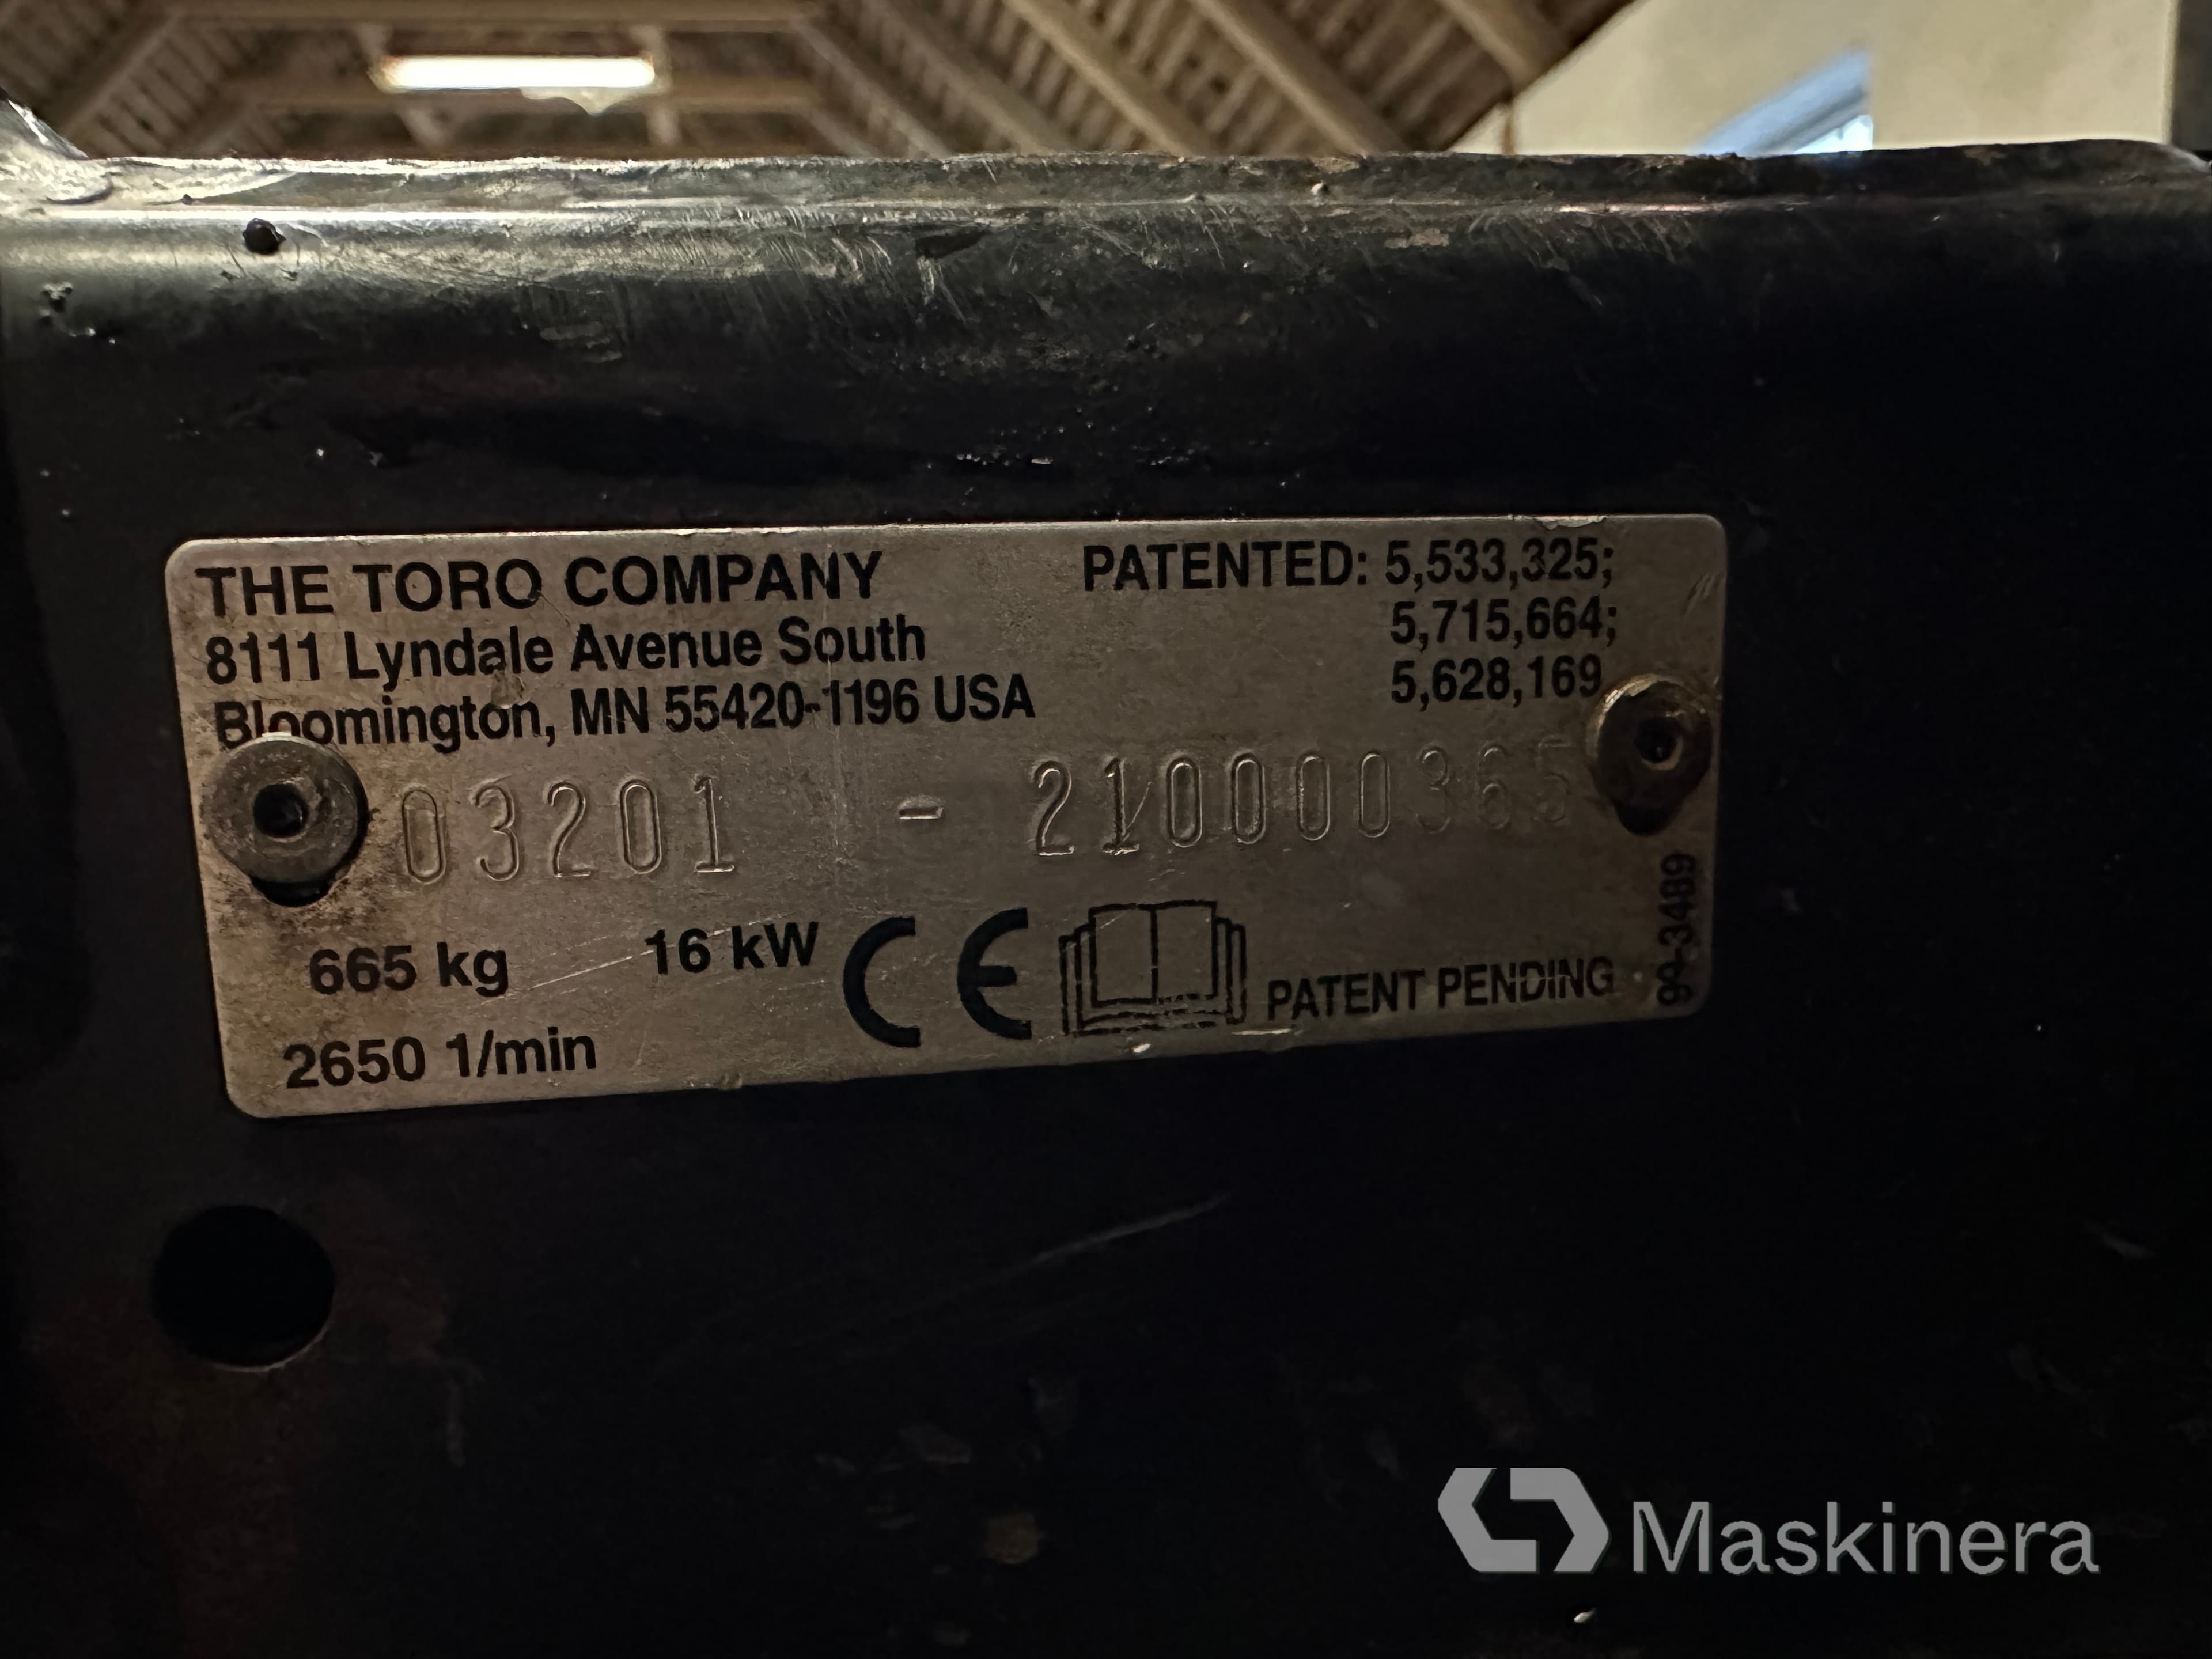 THE TORO COMPANY
8111 Lyndale Avenue South
Bloomington, MN 55420-1196 USA
PATENTED: 5,533,325;
5,715,664;
5,628,169
03201 - 210000365
665 kg 16 kW
CE
PATENT PENDING
2650 1/min
99-3489
Maskinera